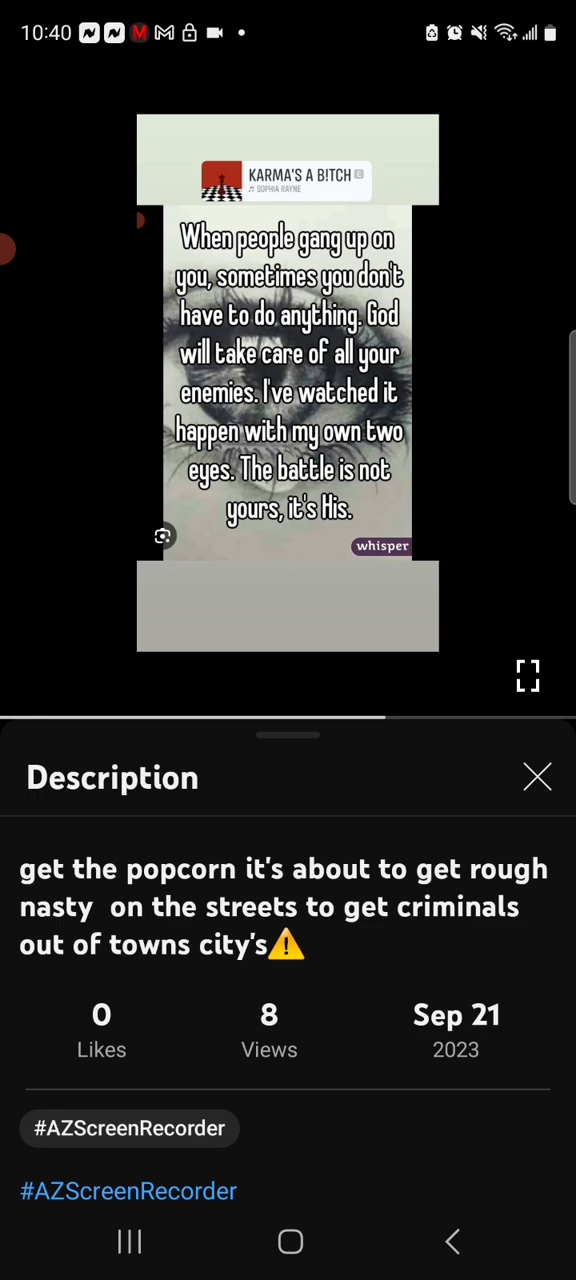 10:40
KARMA'S A B!TCH E
SOPHIA RAYNE
When people gang up on
you, sometimes you don't
have to do anything. God
will take care of all your
enemies. I've watched it
happen with my own two
eyes. The battle is not
yours, it's His.
whisper
Description
get the popcorn it's about to get rough
nasty on the streets to get criminals
out of towns city's⚠️
0 8 Sep 21
Likes Views 2023
#AZScreenRecorder
#AZScreenRecorder